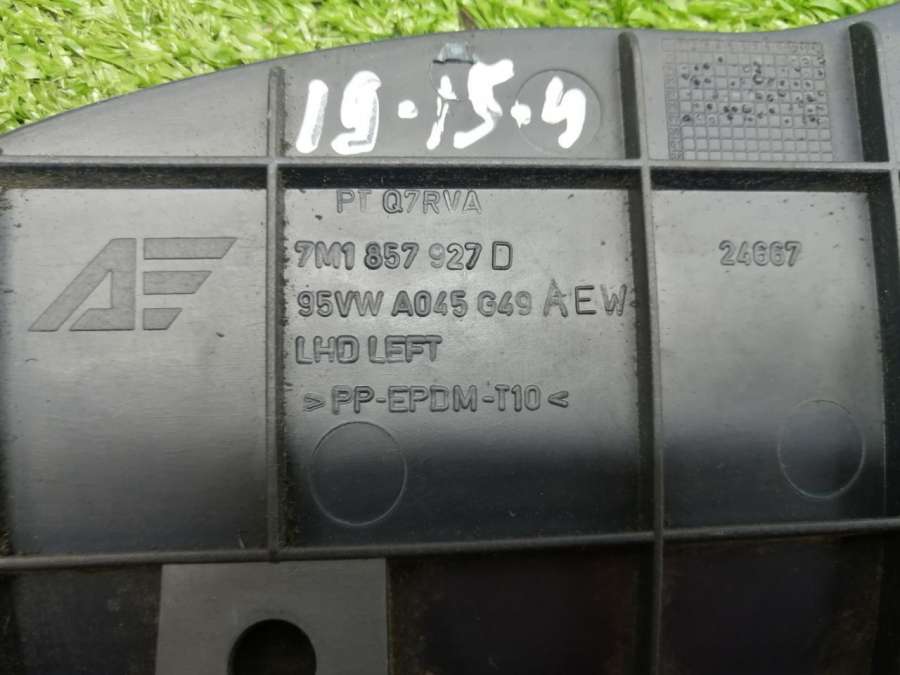 19.15.4
PT Q7RVA
7M1 857 927 D
24667
95VW A045 G49 AEW
LHD LEFT
>PP-EPDM-T10<